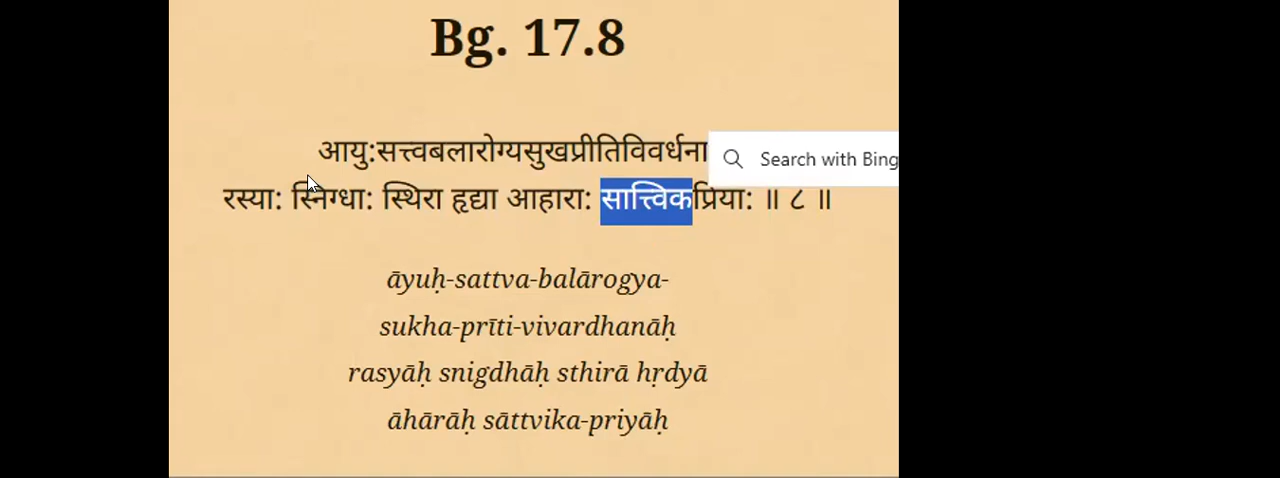 Bg. 17.8
आयु:सत्त्वबलारोग्यसुखप्रीतिविवर्धना
Search with Bing
रस्या: स्निग्धा: स्थिरा हृद्या आहारा: सात्त्विकप्रिया: ॥ ८ ॥
āyuḥ-sattva-balārogya-
sukha-prīti-vivardhanāḥ
rasyāḥ snigdhāḥ sthirā hṛdyā
āhārāḥ sāttvika-priyāḥ